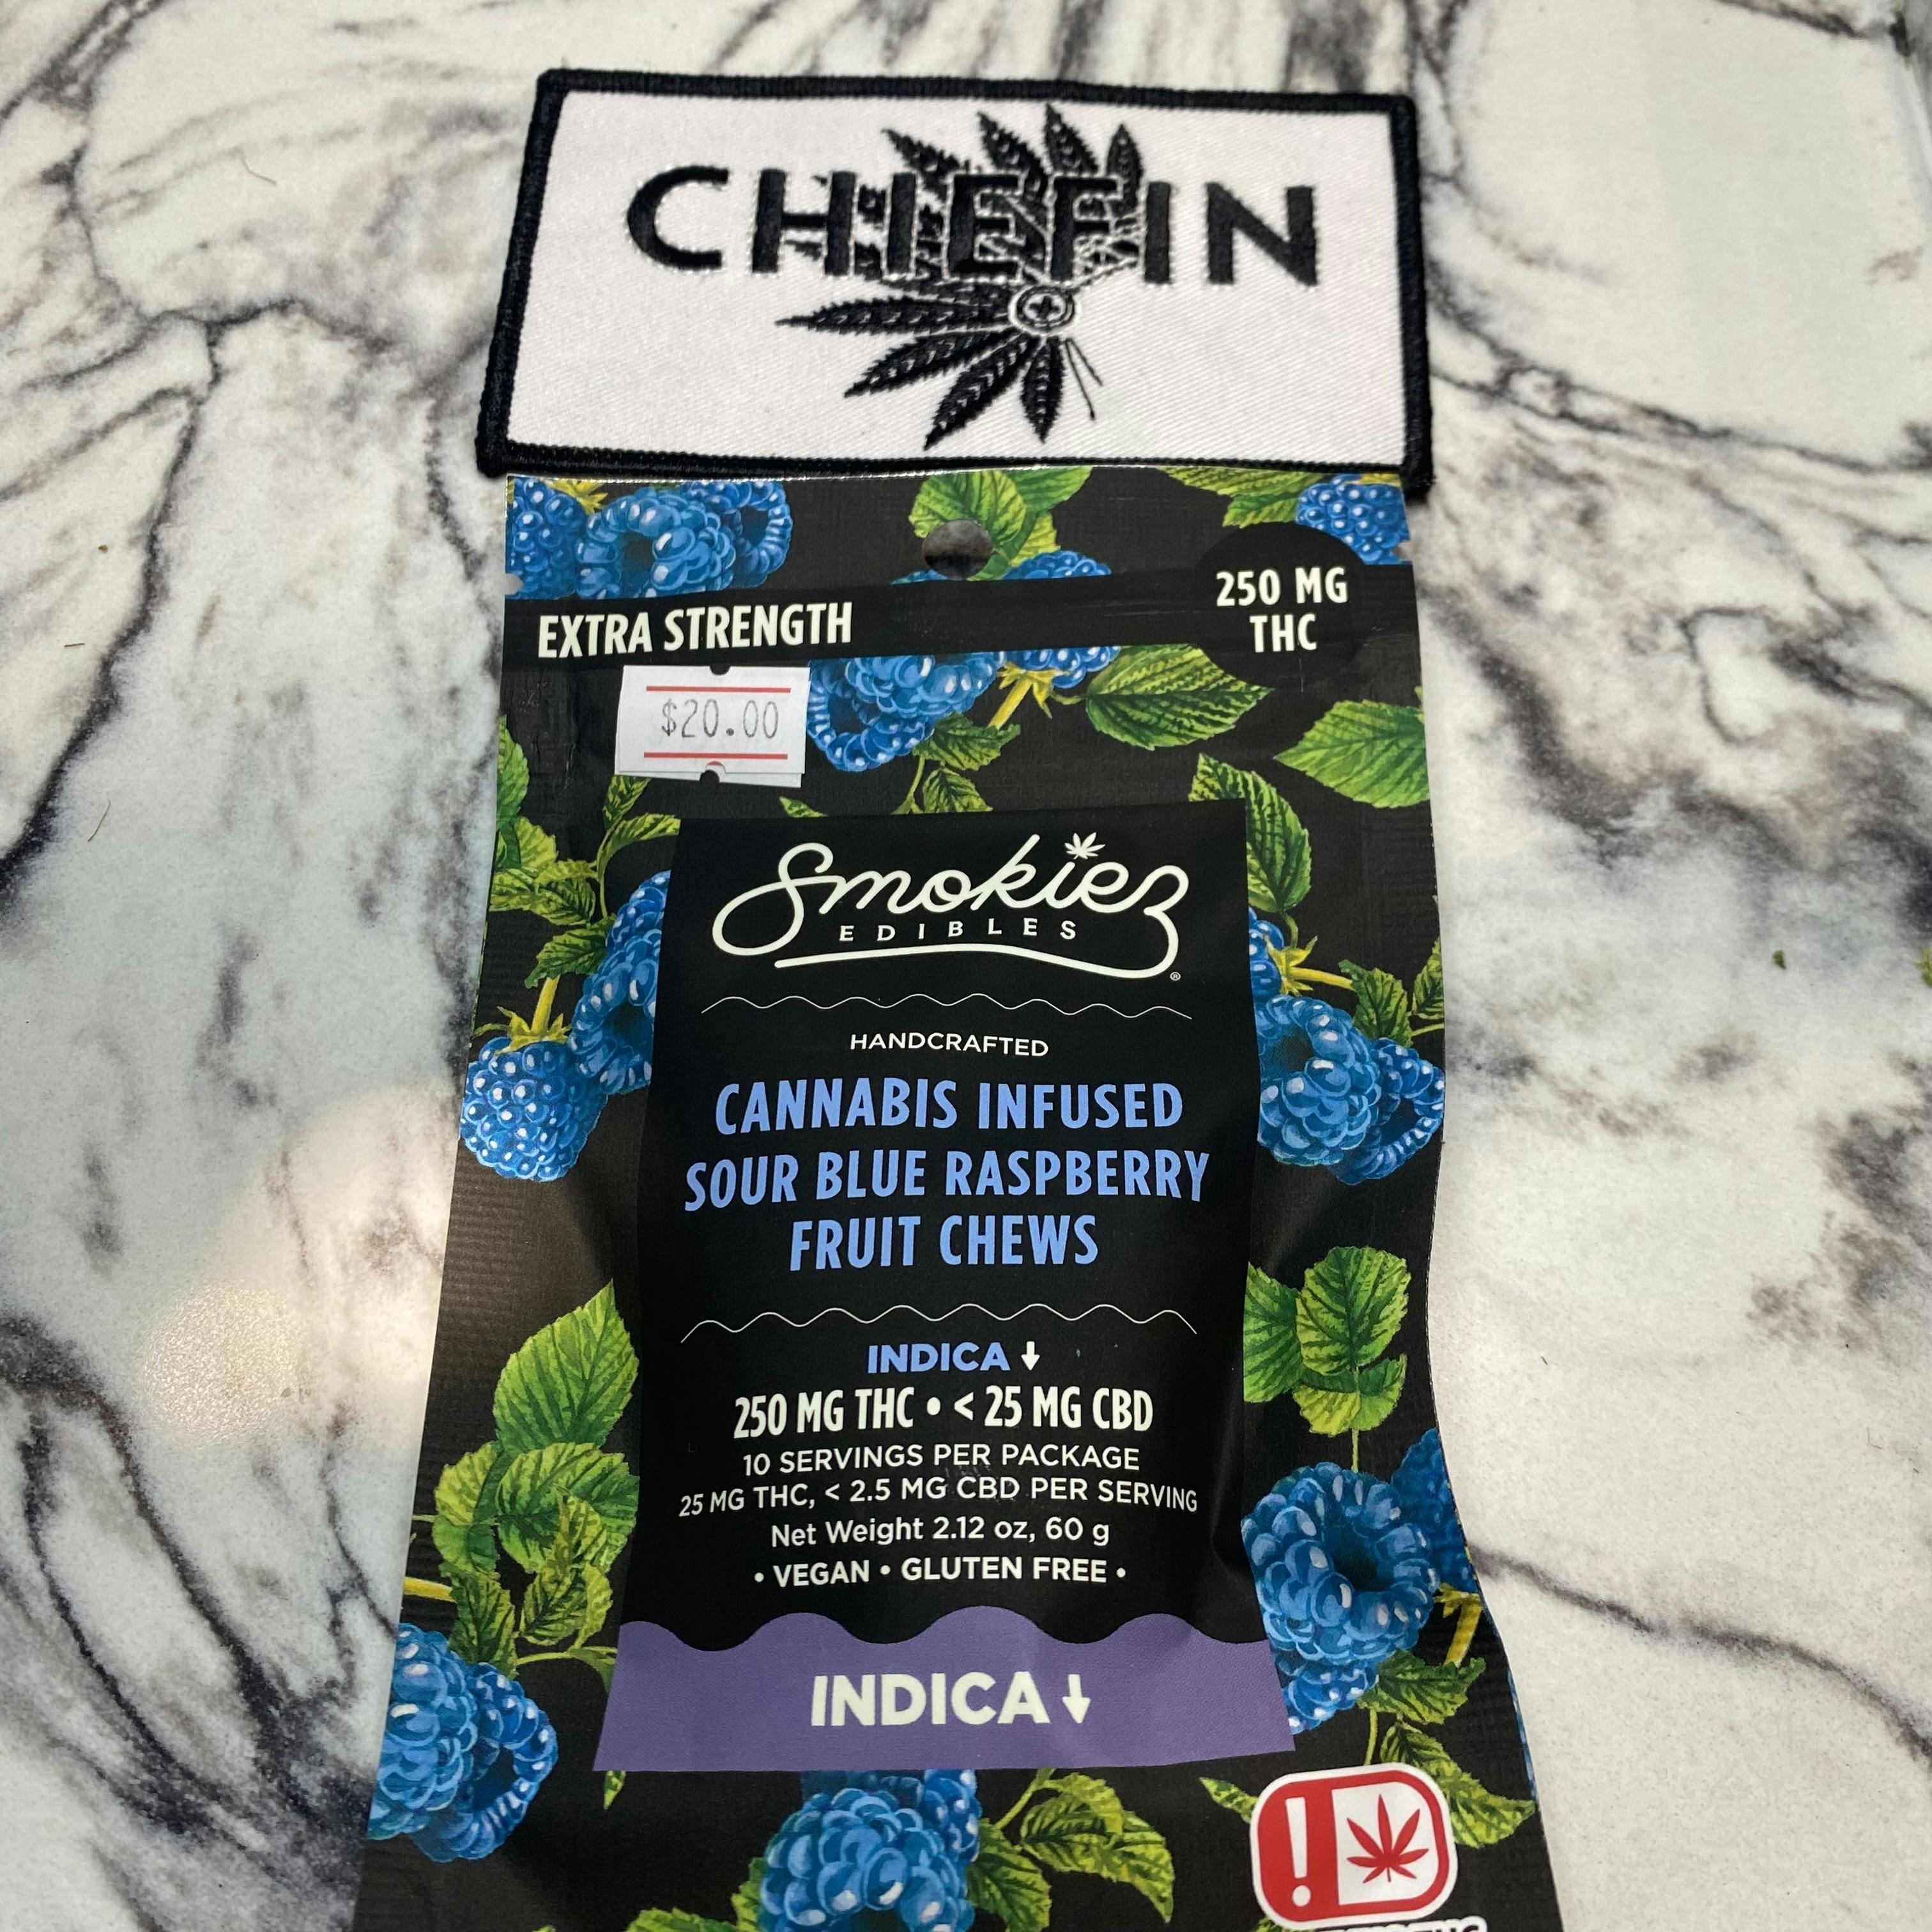 CHIEFIN
EXTRA STRENGTH
250 MG
THC
$20.00
Smokiez
EDIBLES
®
HANDCRAFTED
CANNABIS INFUSED
SOUR BLUE RASPBERRY
FRUIT CHEWS
INDICA ↓
250 MG THC • < 25 MG CBD
10 SERVINGS PER PACKAGE
25 MG THC, < 2.5 MG CBD PER SERVING
Net Weight 2.12 oz, 60 g
• VEGAN • GLUTEN FREE •
INDICA ↓
!